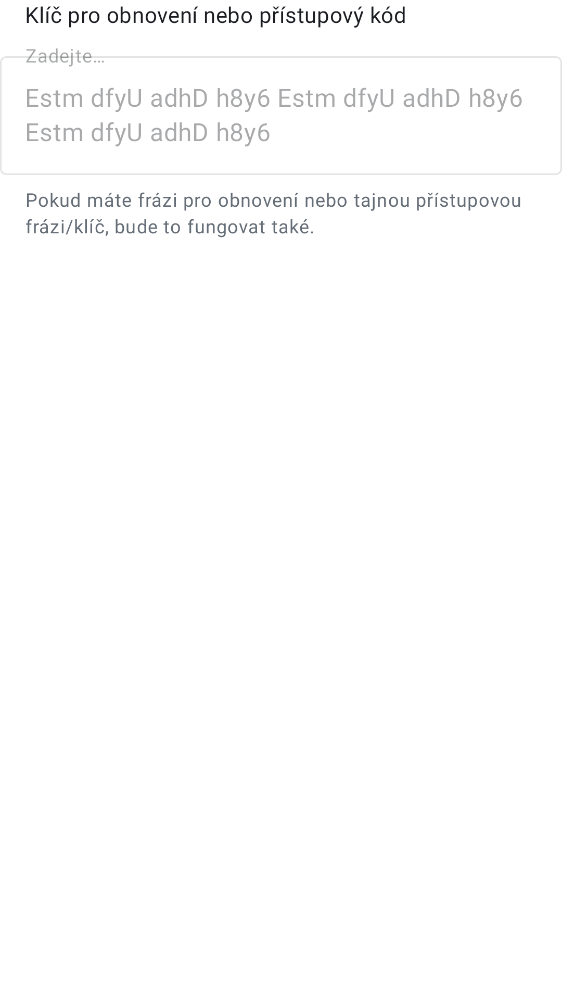 Klíč pro obnovení nebo přístupový kód
Zadejte…
Estm dfyU adhD h8y6 Estm dfyU adhD h8y6
Estm dfyU adhD h8y6
Pokud máte frázi pro obnovení nebo tajnou přístupovou
frázi/klíč, bude to fungovat také.